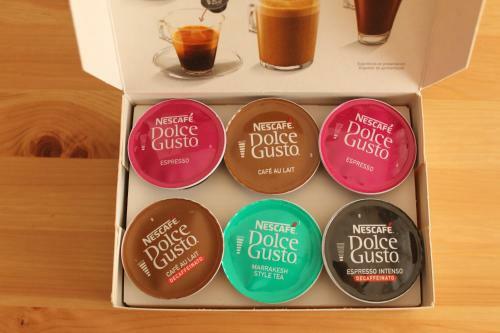 NESCAFÉ
DOLCE
GUSTO
ESPRESSO
NESCAFÉ
DOLCE
GUSTO
CAFÉ AU LAIT
NESCAFÉ
DOLCE
GUSTO
ESPRESSO
NESCAFÉ
DOLCE
GUSTO
CAFÉ AU LAIT
DECAFFEINATO
NESCAFÉ
DOLCE
GUSTO
MARRAKESH
STYLE TEA
NESCAFÉ
DOLCE
GUSTO
ESPRESSO INTENSO
DECAFFEINATO